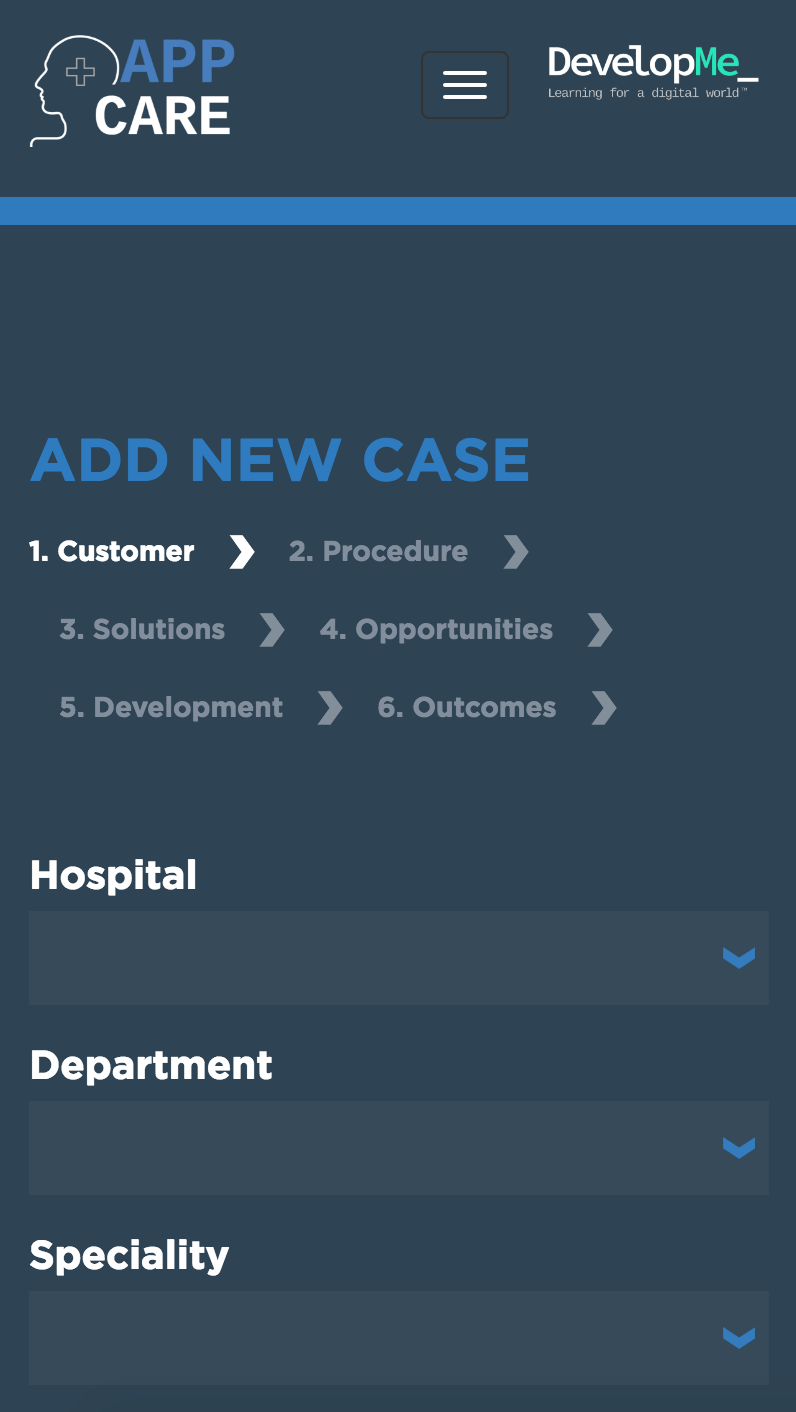 APP
CARE
DevelopMe_
Learning for a digital world™
ADD NEW CASE
1. Customer 2. Procedure
3. Solutions 4. Opportunities
5. Development 6. Outcomes
Hospital
Department
Speciality